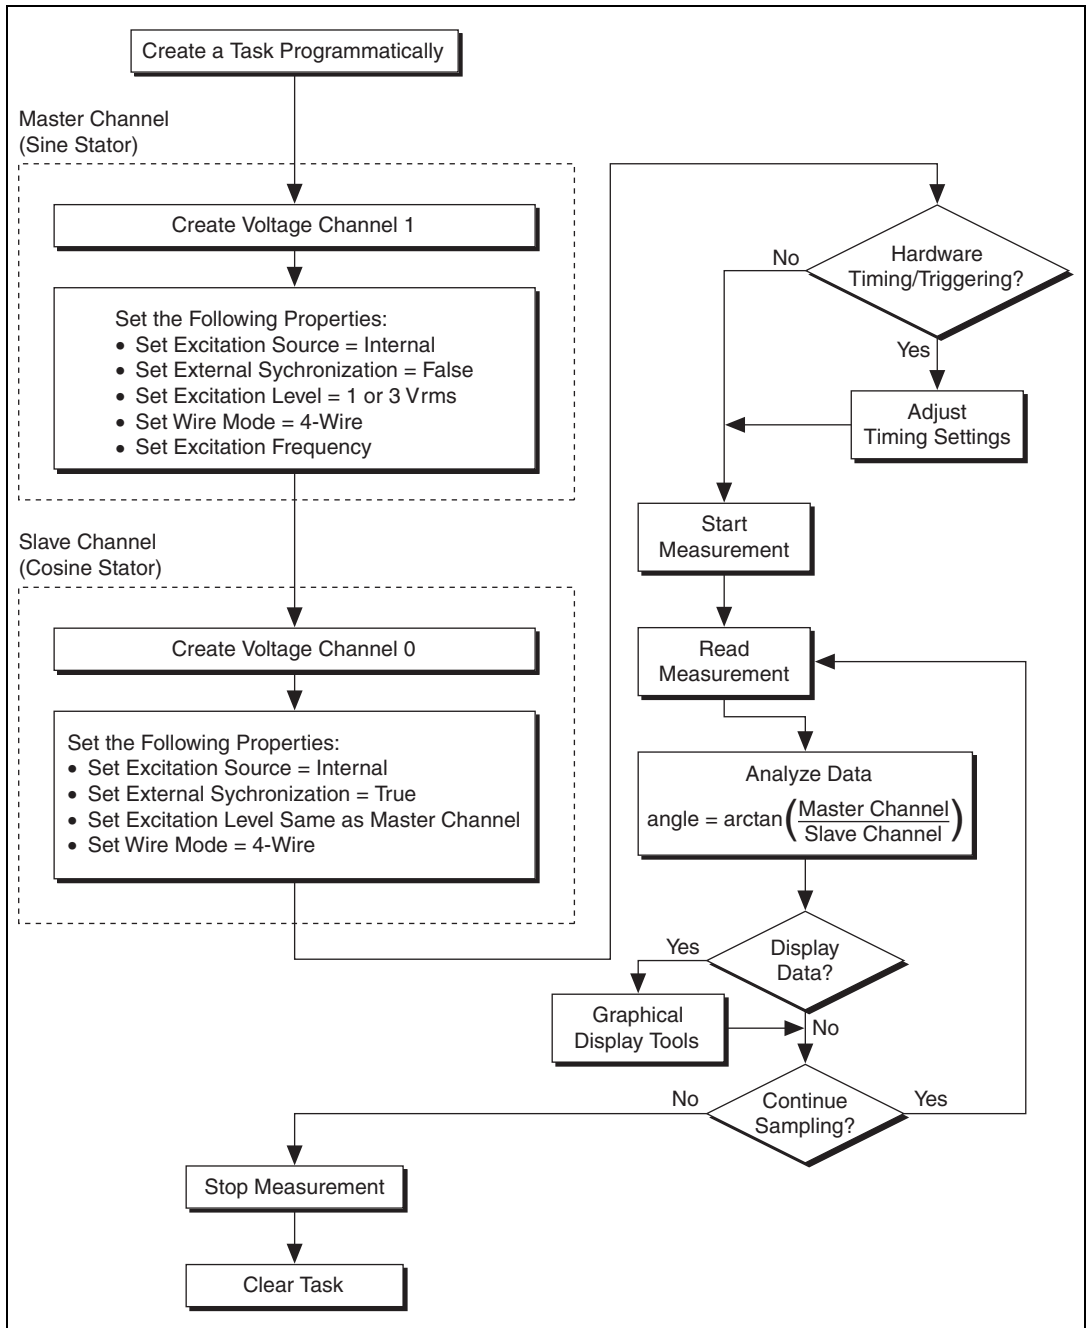 Create a Task Programmatically
Master Channel
(Sine Stator)
Create Voltage Channel 1
Set the Following Properties:
• Set Excitation Source = Internal
• Set External Sychronization = False
• Set Excitation Level = 1 or 3 Vrms
• Set Wire Mode = 4-Wire
• Set Excitation Frequency
Slave Channel
(Cosine Stator)
Create Voltage Channel 0
Set the Following Properties:
• Set Excitation Source = Internal
• Set External Sychronization = True
• Set Excitation Level Same as Master Channel
• Set Wire Mode = 4-Wire
Hardware
Timing/Triggering?
No
Yes
Adjust
Timing Settings
Start
Measurement
Read
Measurement
Analyze Data
angle = arctan(Master Channel
Slave Channel)
Display
Data?
Yes
No
Graphical
Display Tools
Continue
Sampling?
No
Yes
Stop Measurement
Clear Task